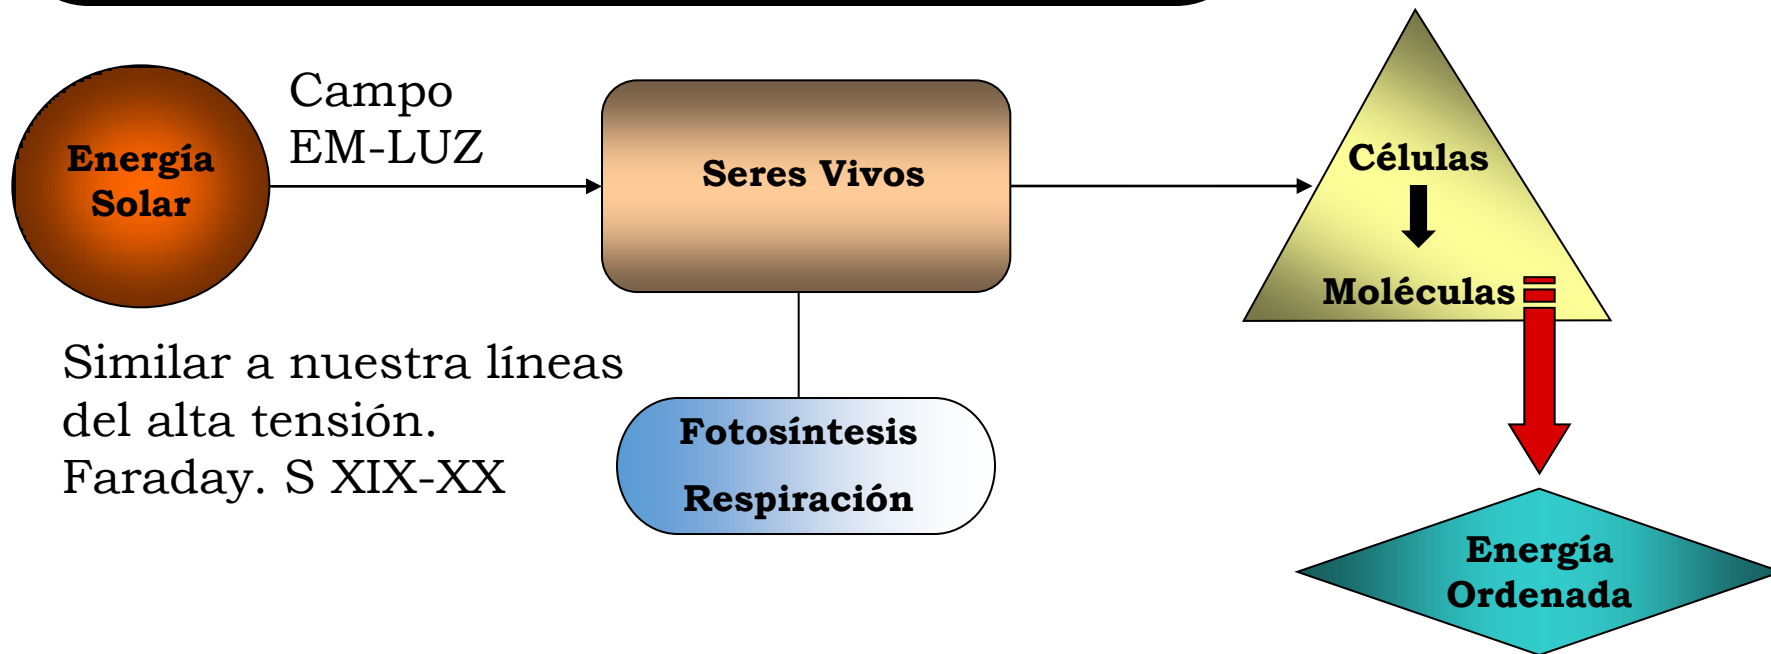 Energía
Solar
Campo
EM-LUZ
Seres Vivos
Células
Moléculas
Similar a nuestra líneas
del alta tensión.
Faraday. S XIX-XX
Fotosíntesis
Respiración
Energía
Ordenada